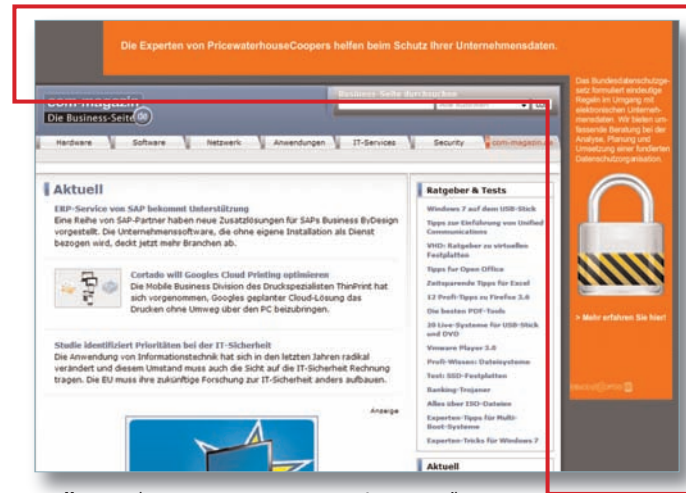 Die Experten von PricewaterhouseCoopers helfen beim Schutz Ihrer Unternehmensdaten.
com-magazin
Die Business-Seite
Business-Seite durchsuchen
Hardware
Software
Netzwerk
Anwendungen
IT-Services
Security
com-magazin.de
Das Bundesdatenschutzge-
setz formuliert eindeutige
Regeln im Umgang mit
elektronischen Unterneh-
mensdaten. Wir bieten um-
fassende Beratung bei der
Analyse, Planung und
Umsetzung einer fundierten
Datenschutzorganisation.
> Mehr erfahren Sie hier!
Aktuell
ERP-Service von SAP bekommt Unterstützung
Eine Reihe von SAP-Partner haben neue Zusatzlösungen für SAPs Business ByDesign
vorgestellt. Die Unternehmenssoftware, die ohne eigene Installation als Dienst
bezogen wird, deckt jetzt mehr Branchen ab.
Cortado will Googles Cloud Printing optimieren
Die Mobile Business Division des Druckspezialisten ThinPrint hat
sich vorgenommen, Googles geplanter Cloud-Lösung das
Drucken ohne Umweg über den PC beizubringen.
Studie identifiziert Prioritäten bei der IT-Sicherheit
Die Anwendung von Informationstechnik hat sich in den letzten Jahren radikal
verändert und diesem Umstand muss auch die Sicht auf die IT-Sicherheit Rechnung
tragen. Die EU muss ihre zukünftige Forschung zur IT-Sicherheit anders aufbauen.
Anzeige
Ratgeber & Tests
Windows 7 auf dem USB-Stick
Tipps zur Einführung von Unified
Communications
VHD: Ratgeber zu virtuellen
Festplatten
Tipps für Open Office
Zeitsparende Tipps für Excel
12 Profi-Tipps zu Firefox 3.6
Die besten PDF-Tools
20 Live-Systeme für USB-Stick
und DVD
Vmware Player 3.0
Profi-Wissen: Dateisysteme
Test: SSD-Festplatten
Banking-Trojaner
Alles über ISO-Dateien
Experten-Tipps für Multi-
Boot-Systeme
Experten-Tricks für Windows 7
Aktuell